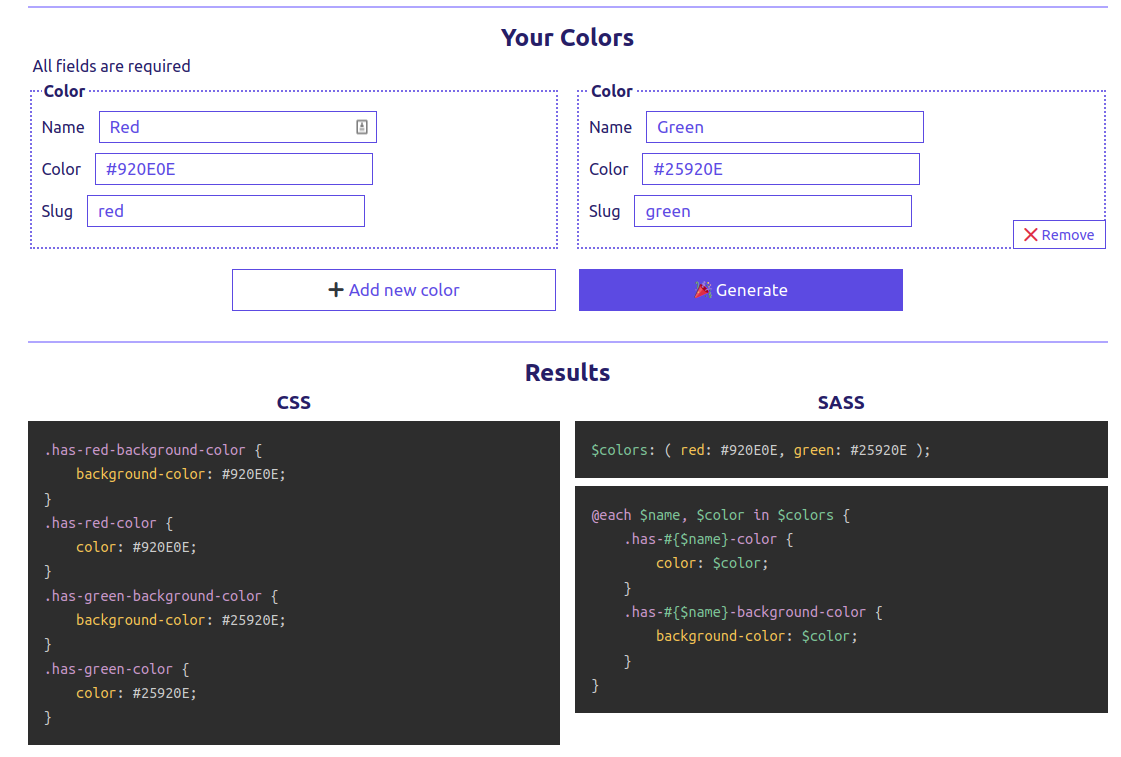 Your Colors
All fields are required
Color
Name Red
Color #920E0E
Slug red
Color
Name Green
Color #25920E
Slug green
❌ Remove
➕ Add new color
🎉 Generate
Results
CSS
.has-red-background-color {
    background-color: #920E0E;
}
.has-red-color {
    color: #920E0E;
}
.has-green-background-color {
    background-color: #25920E;
}
.has-green-color {
    color: #25920E;
}
SASS
$colors: ( red: #920E0E, green: #25920E );
@each $name, $color in $colors {
    .has-#{$name}-color {
        color: $color;
    }
    .has-#{$name}-background-color {
        background-color: $color;
    }
}